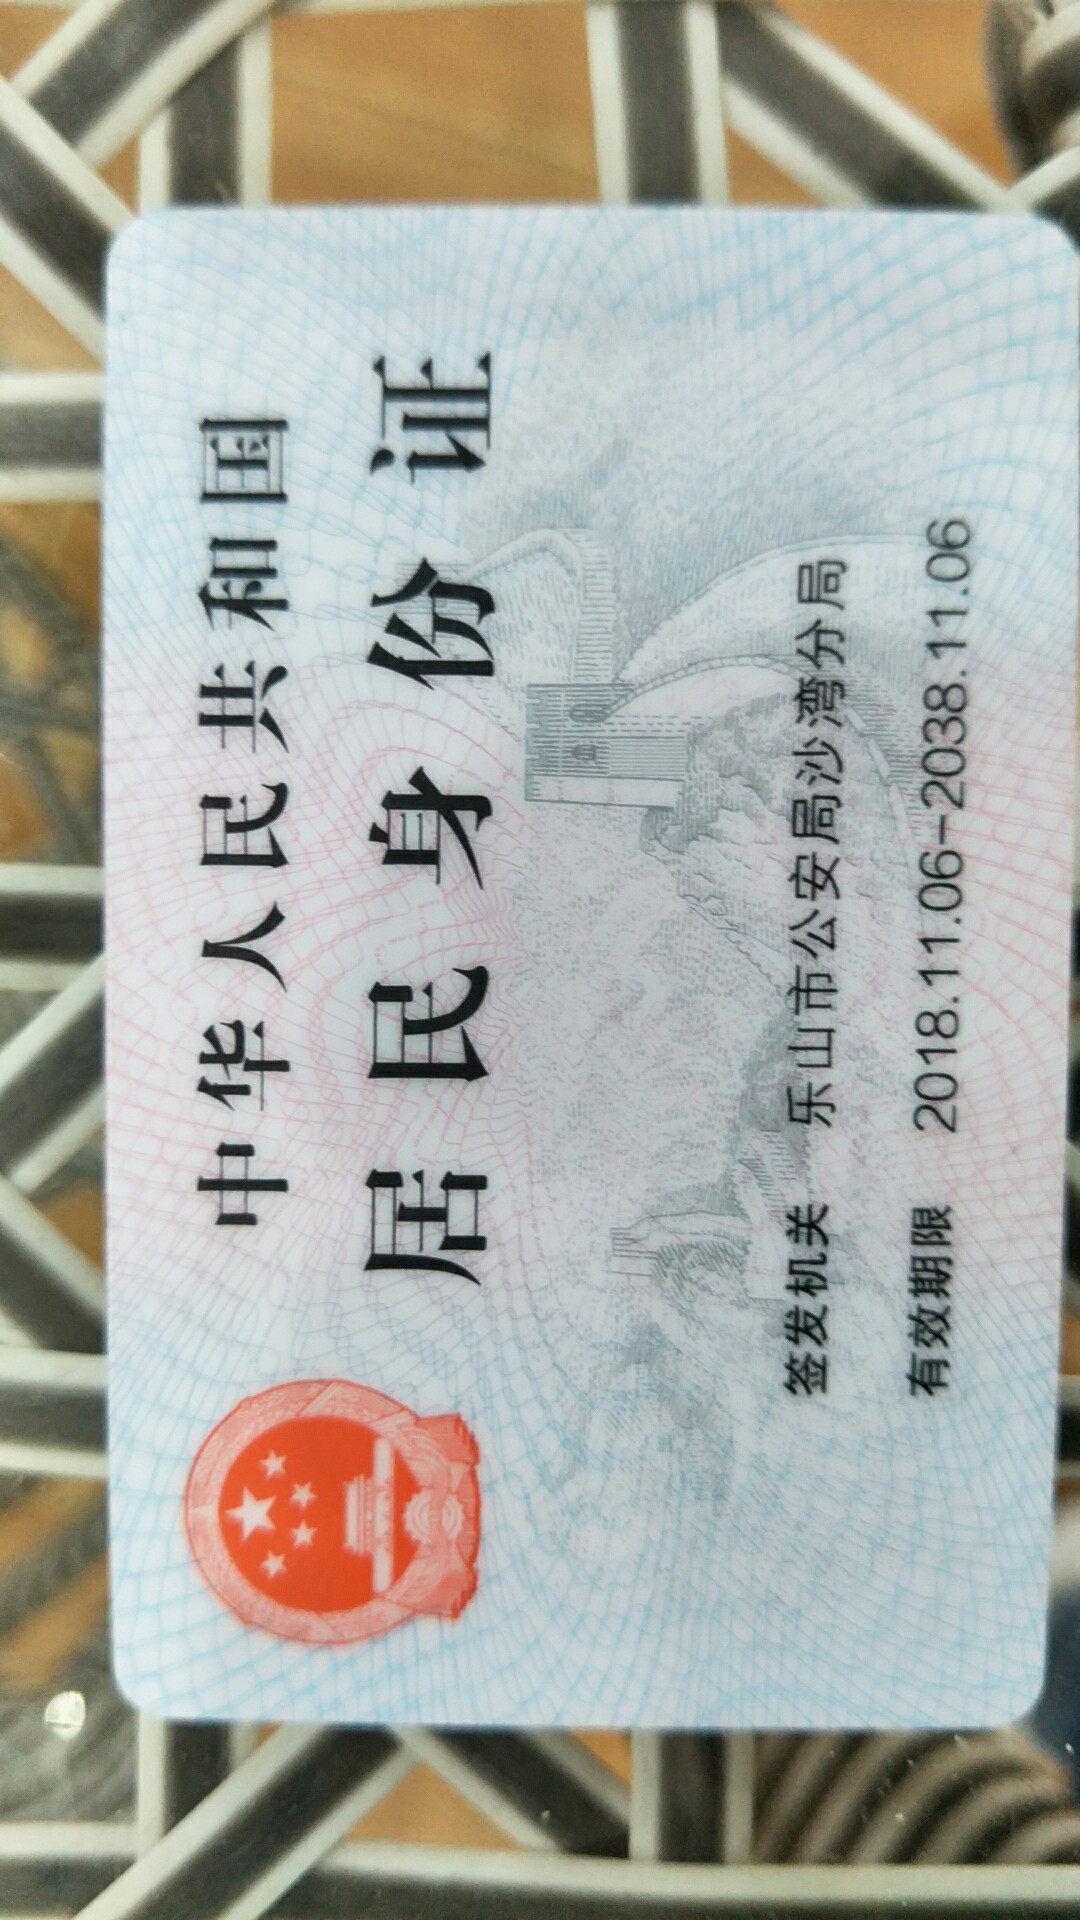 中华人民共和国
居民身份证
签发机关 乐山市公安局沙湾分局
有效期限 2018.11.06-2038.11.06